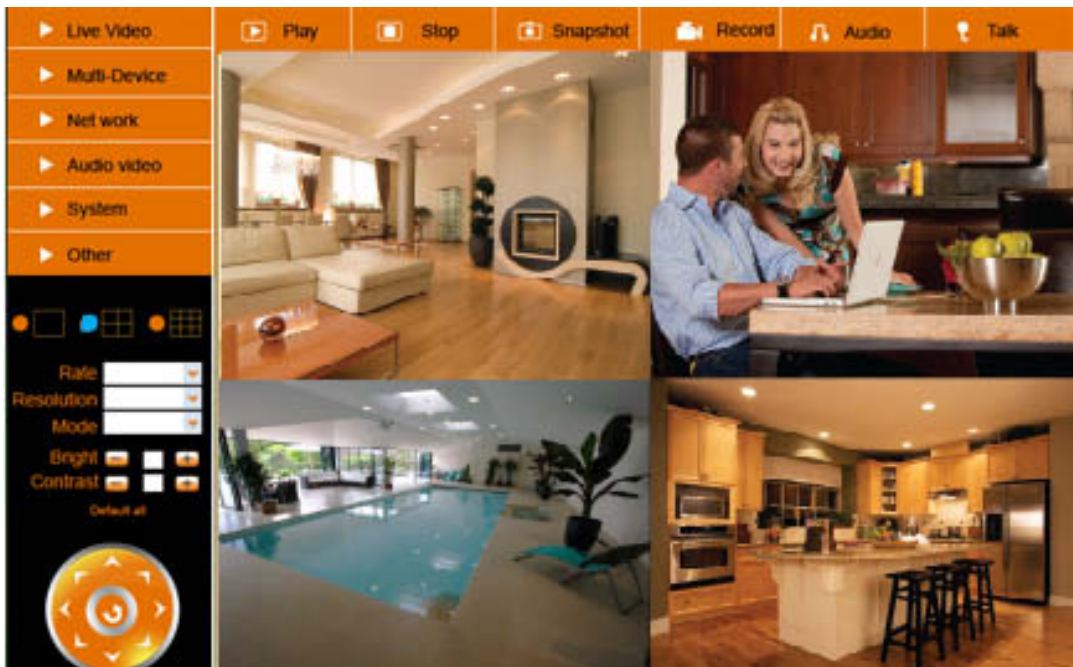 Live Video
Play
Stop
Snapshot
Record
Audio
Talk
Multi-Device
Net work
Audio video
System
Other
Rate
Resolution
Mode
Bright
Contrast
Default all